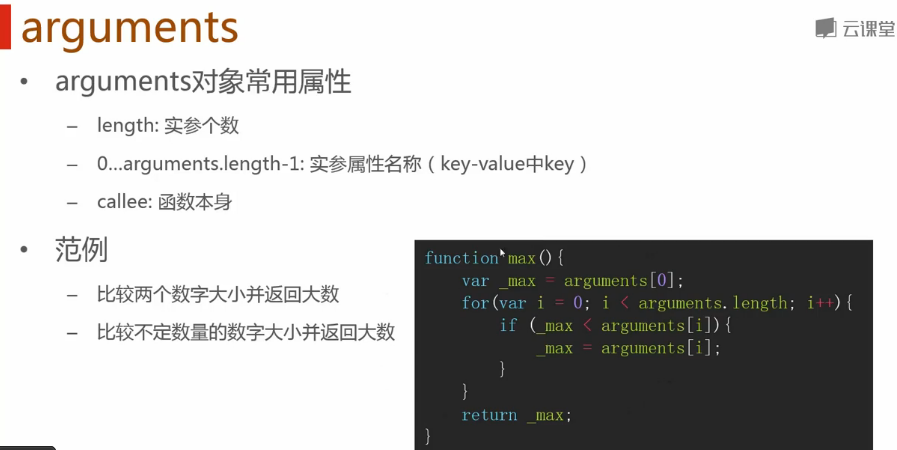 arguments
云课堂
• arguments对象常用属性
– length: 实参个数
– 0...arguments.length-1: 实参属性名称（key-value中key）
– callee: 函数本身
• 范例
– 比较两个数字大小并返回大数
– 比较不定数量的数字大小并返回大数
function max(){
    var _max = arguments[0];
    for(var i = 0; i < arguments.length; i++){
        if (_max < arguments[i]){
            _max = arguments[i];
        }
    }
    return _max;
}